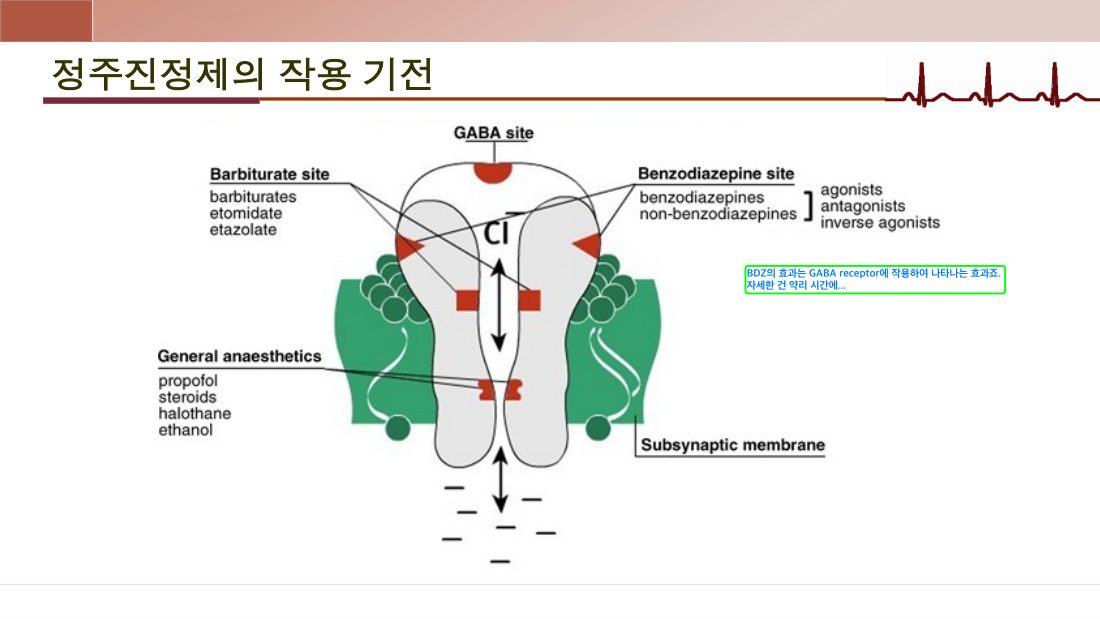 정주진정제의 작용 기전
GABA site
Barbiturate site
barbiturates
etomidate
etazolate
Benzodiazepine site
benzodiazepines
non-benzodiazepines
agonists
antagonists
inverse agonists
Cl
BDZ의 효과는 GABA receptor에 작용하여 나타나는 효과죠.
자세한 건 약리 시간에...
General anaesthetics
propofol
steroids
halothane
ethanol
Subsynaptic membrane